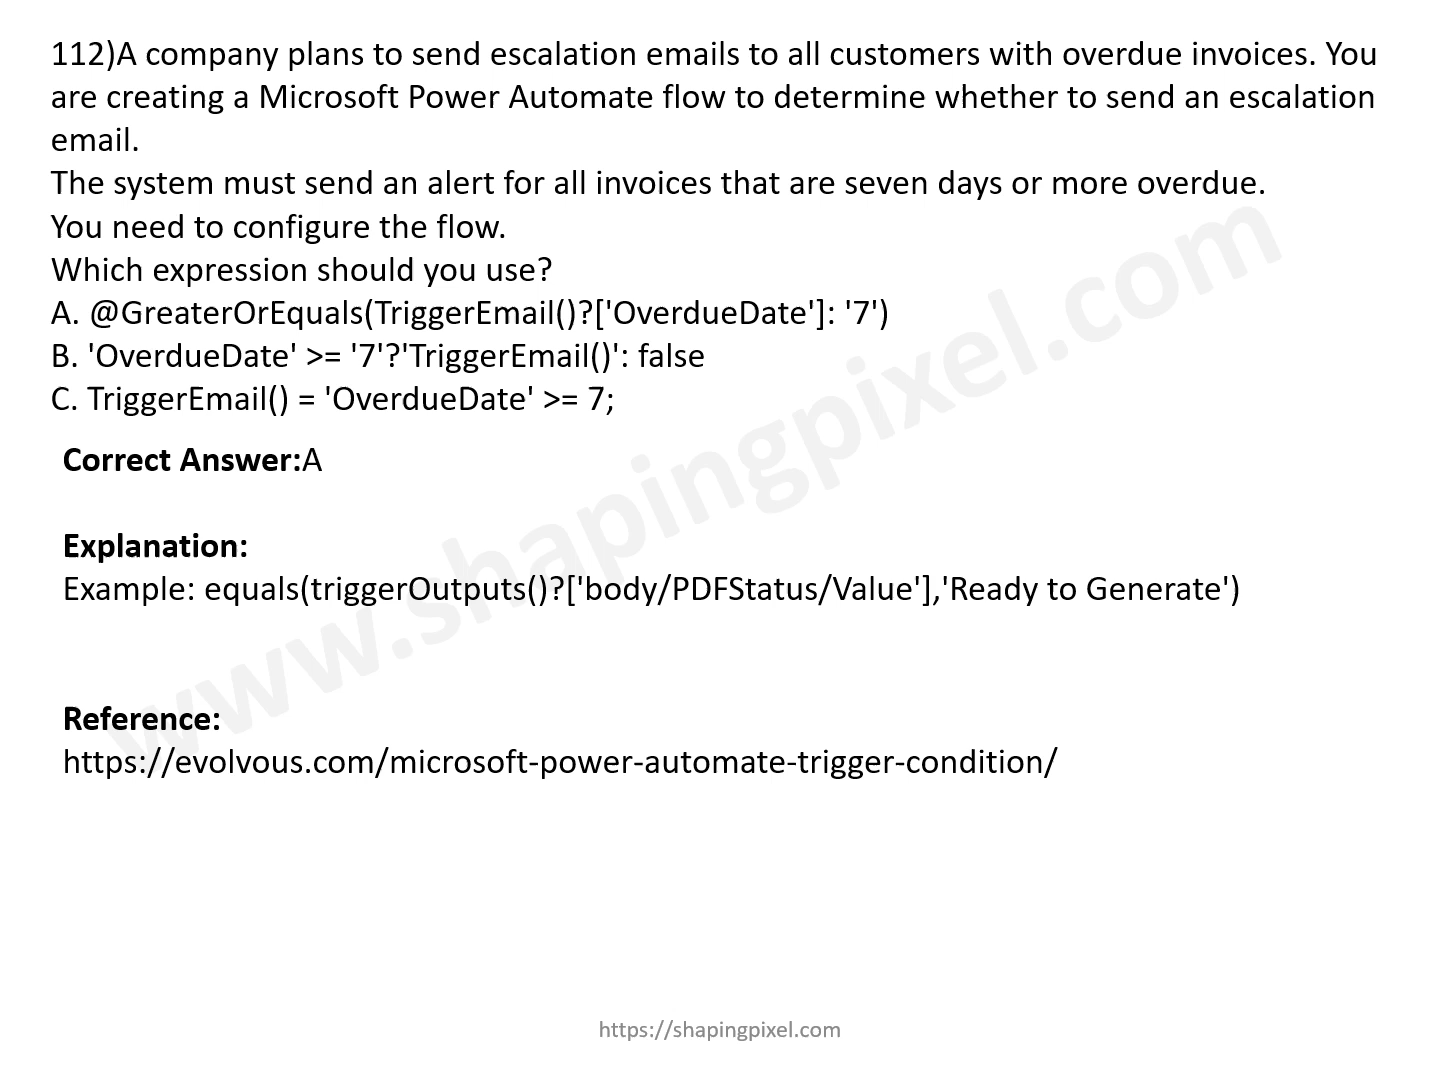 112)A company plans to send escalation emails to all customers with overdue invoices. You
are creating a Microsoft Power Automate flow to determine whether to send an escalation
email.
The system must send an alert for all invoices that are seven days or more overdue.
You need to configure the flow.
Which expression should you use?
A. @GreaterOrEquals(TriggerEmail()?['OverdueDate']: '7')
B. 'OverdueDate' >= '7'?'TriggerEmail()': false
C. TriggerEmail() = 'OverdueDate' >= 7;
Correct Answer:A
Explanation:
Example: equals(triggerOutputs()?['body/PDFStatus/Value'],'Ready to Generate')
Reference:
https://evolvous.com/microsoft-power-automate-trigger-condition/
www.shapingpixel.com
https://shapingpixel.com